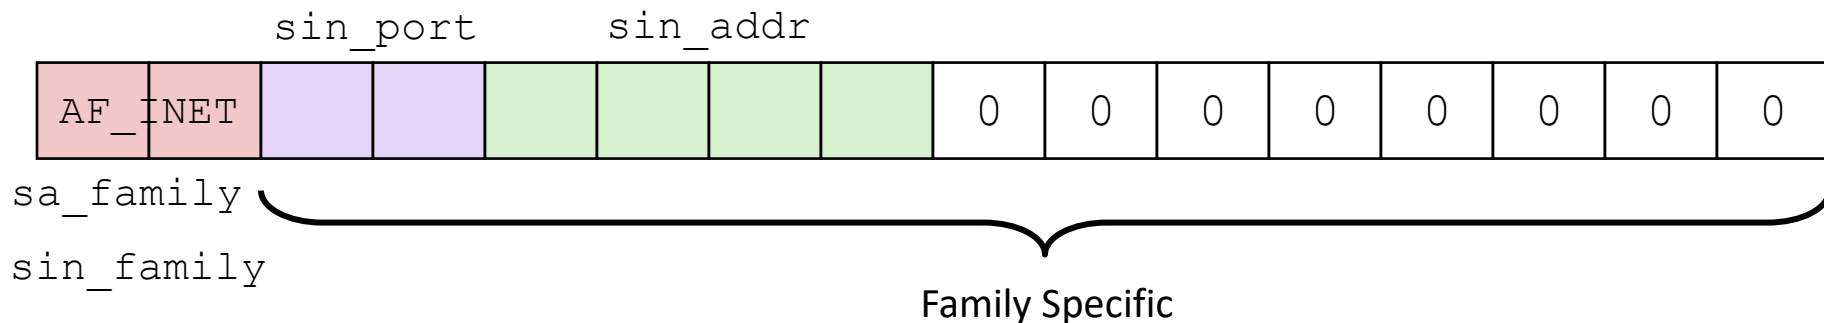 sin_port sin_addr
AF_INET 0 0 0 0 0 0 0 0
sa_family
sin_family
Family Specific